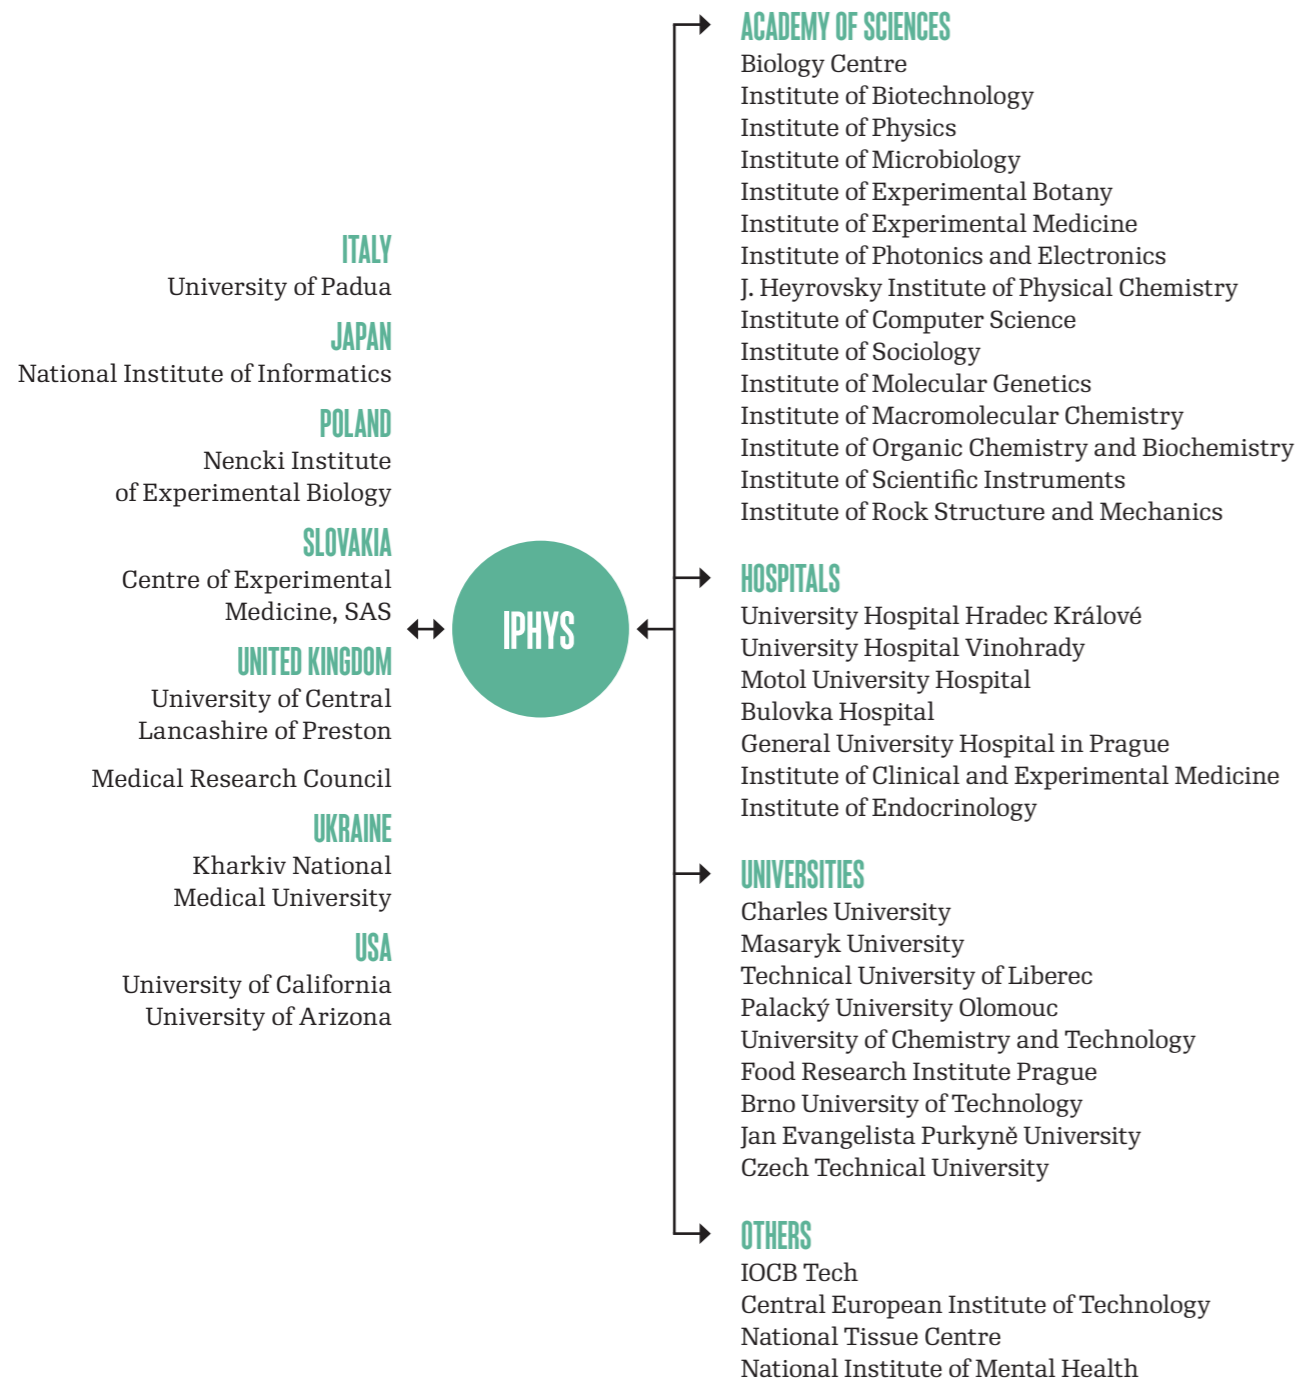 ITALY
University of Padua
JAPAN
National Institute of Informatics
POLAND
Nencki Institute
of Experimental Biology
SLOVAKIA
Centre of Experimental
Medicine, SAS
UNITED KINGDOM
University of Central
Lancashire of Preston
Medical Research Council
UKRAINE
Kharkiv National
Medical University
USA
University of California
University of Arizona
IPHYS
ACADEMY OF SCIENCES
Biology Centre
Institute of Biotechnology
Institute of Physics
Institute of Microbiology
Institute of Experimental Botany
Institute of Experimental Medicine
Institute of Photonics and Electronics
J. Heyrovsky Institute of Physical Chemistry
Institute of Computer Science
Institute of Sociology
Institute of Molecular Genetics
Institute of Macromolecular Chemistry
Institute of Organic Chemistry and Biochemistry
Institute of Scientific Instruments
Institute of Rock Structure and Mechanics
HOSPITALS
University Hospital Hradec Králové
University Hospital Vinohrady
Motol University Hospital
Bulovka Hospital
General University Hospital in Prague
Institute of Clinical and Experimental Medicine
Institute of Endocrinology
UNIVERSITIES
Charles University
Masaryk University
Technical University of Liberec
Palacký University Olomouc
University of Chemistry and Technology
Food Research Institute Prague
Brno University of Technology
Jan Evangelista Purkyně University
Czech Technical University
OTHERS
IOCB Tech
Central European Institute of Technology
National Tissue Centre
National Institute of Mental Health